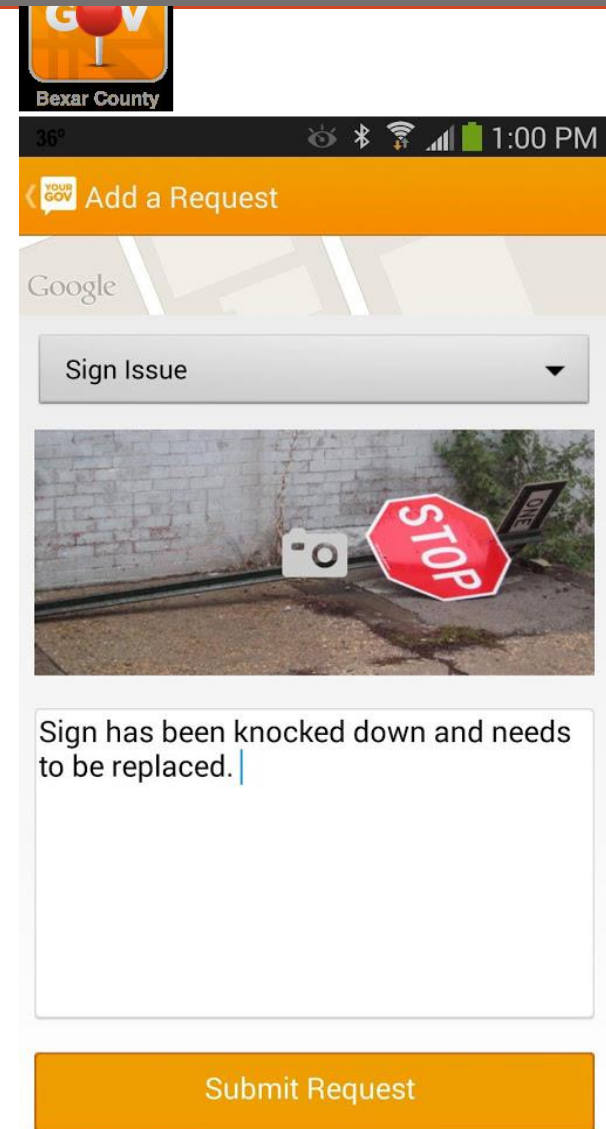 GOV
Bexar County
36° 1:00 PM
YOUR GOV Add a Request
Google
Sign Issue
STOP
ONE
Sign has been knocked down and needs
to be replaced.
Submit Request